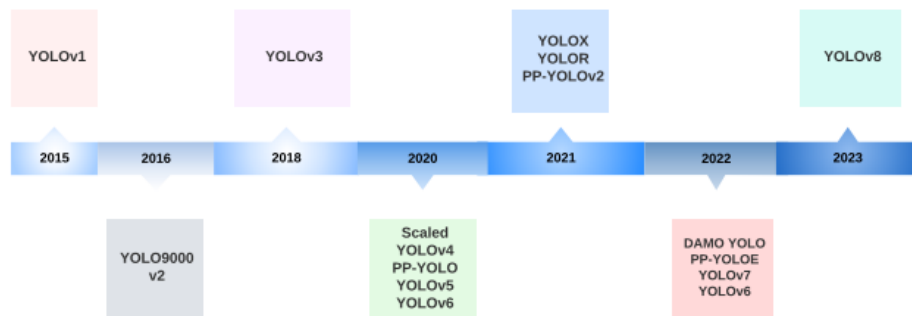 YOLOv1
YOLOv3
YOLOX
YOLOR
PP-YOLOv2
YOLOv8
2015
2016
2018
2020
2021
2022
2023
YOLO9000
v2
Scaled
YOLOv4
PP-YOLO
YOLOv5
YOLOv6
DAMO YOLO
PP-YOLOE
YOLOv7
YOLOv6